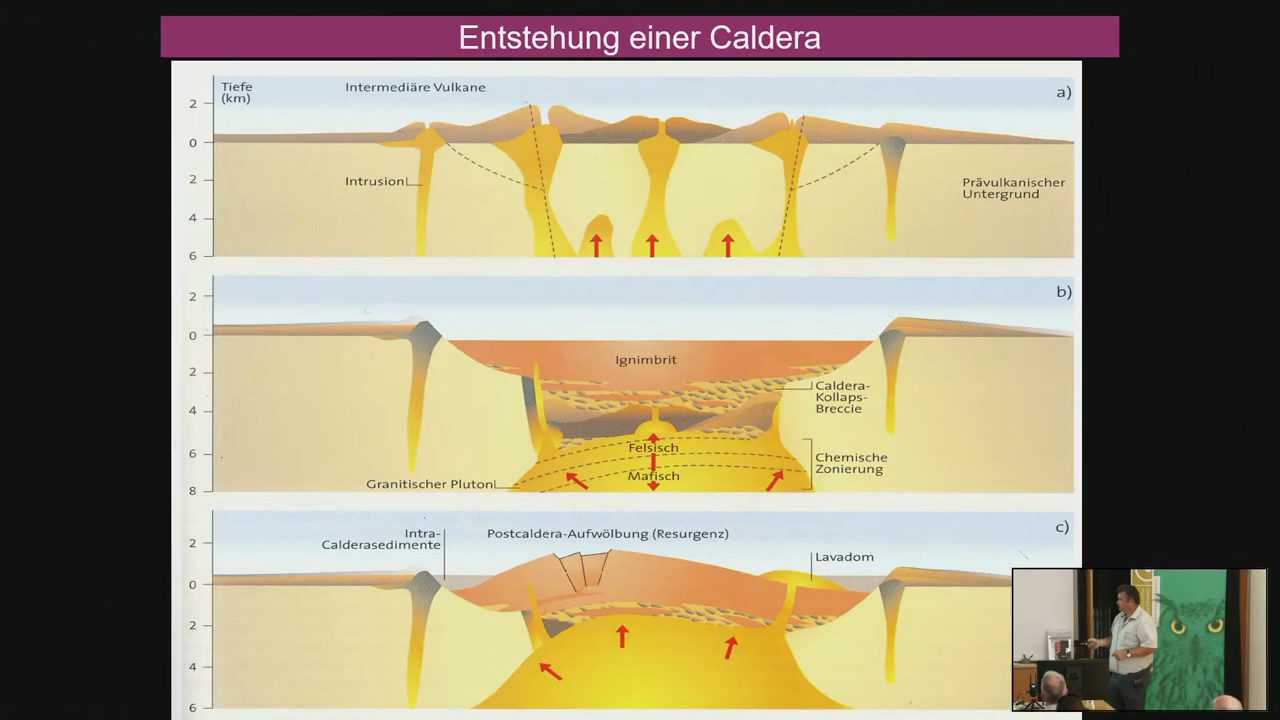 Entstehung einer Caldera
Tiefe
(km)
Intermediäre Vulkane
a)
2
0
2
4
6
Intrusion
Prävulkanischer
Untergrund
b)
2
0
2
4
6
8
Ignimbrit
Caldera-
Kollaps-
Breccie
Felsisch
Mafisch
Chemische
Zonierung
Granitischer Pluton
c)
2
0
2
4
6
Intra-
Calderasedimente
Postcaldera-Aufwölbung (Resurgenz)
Lavadom